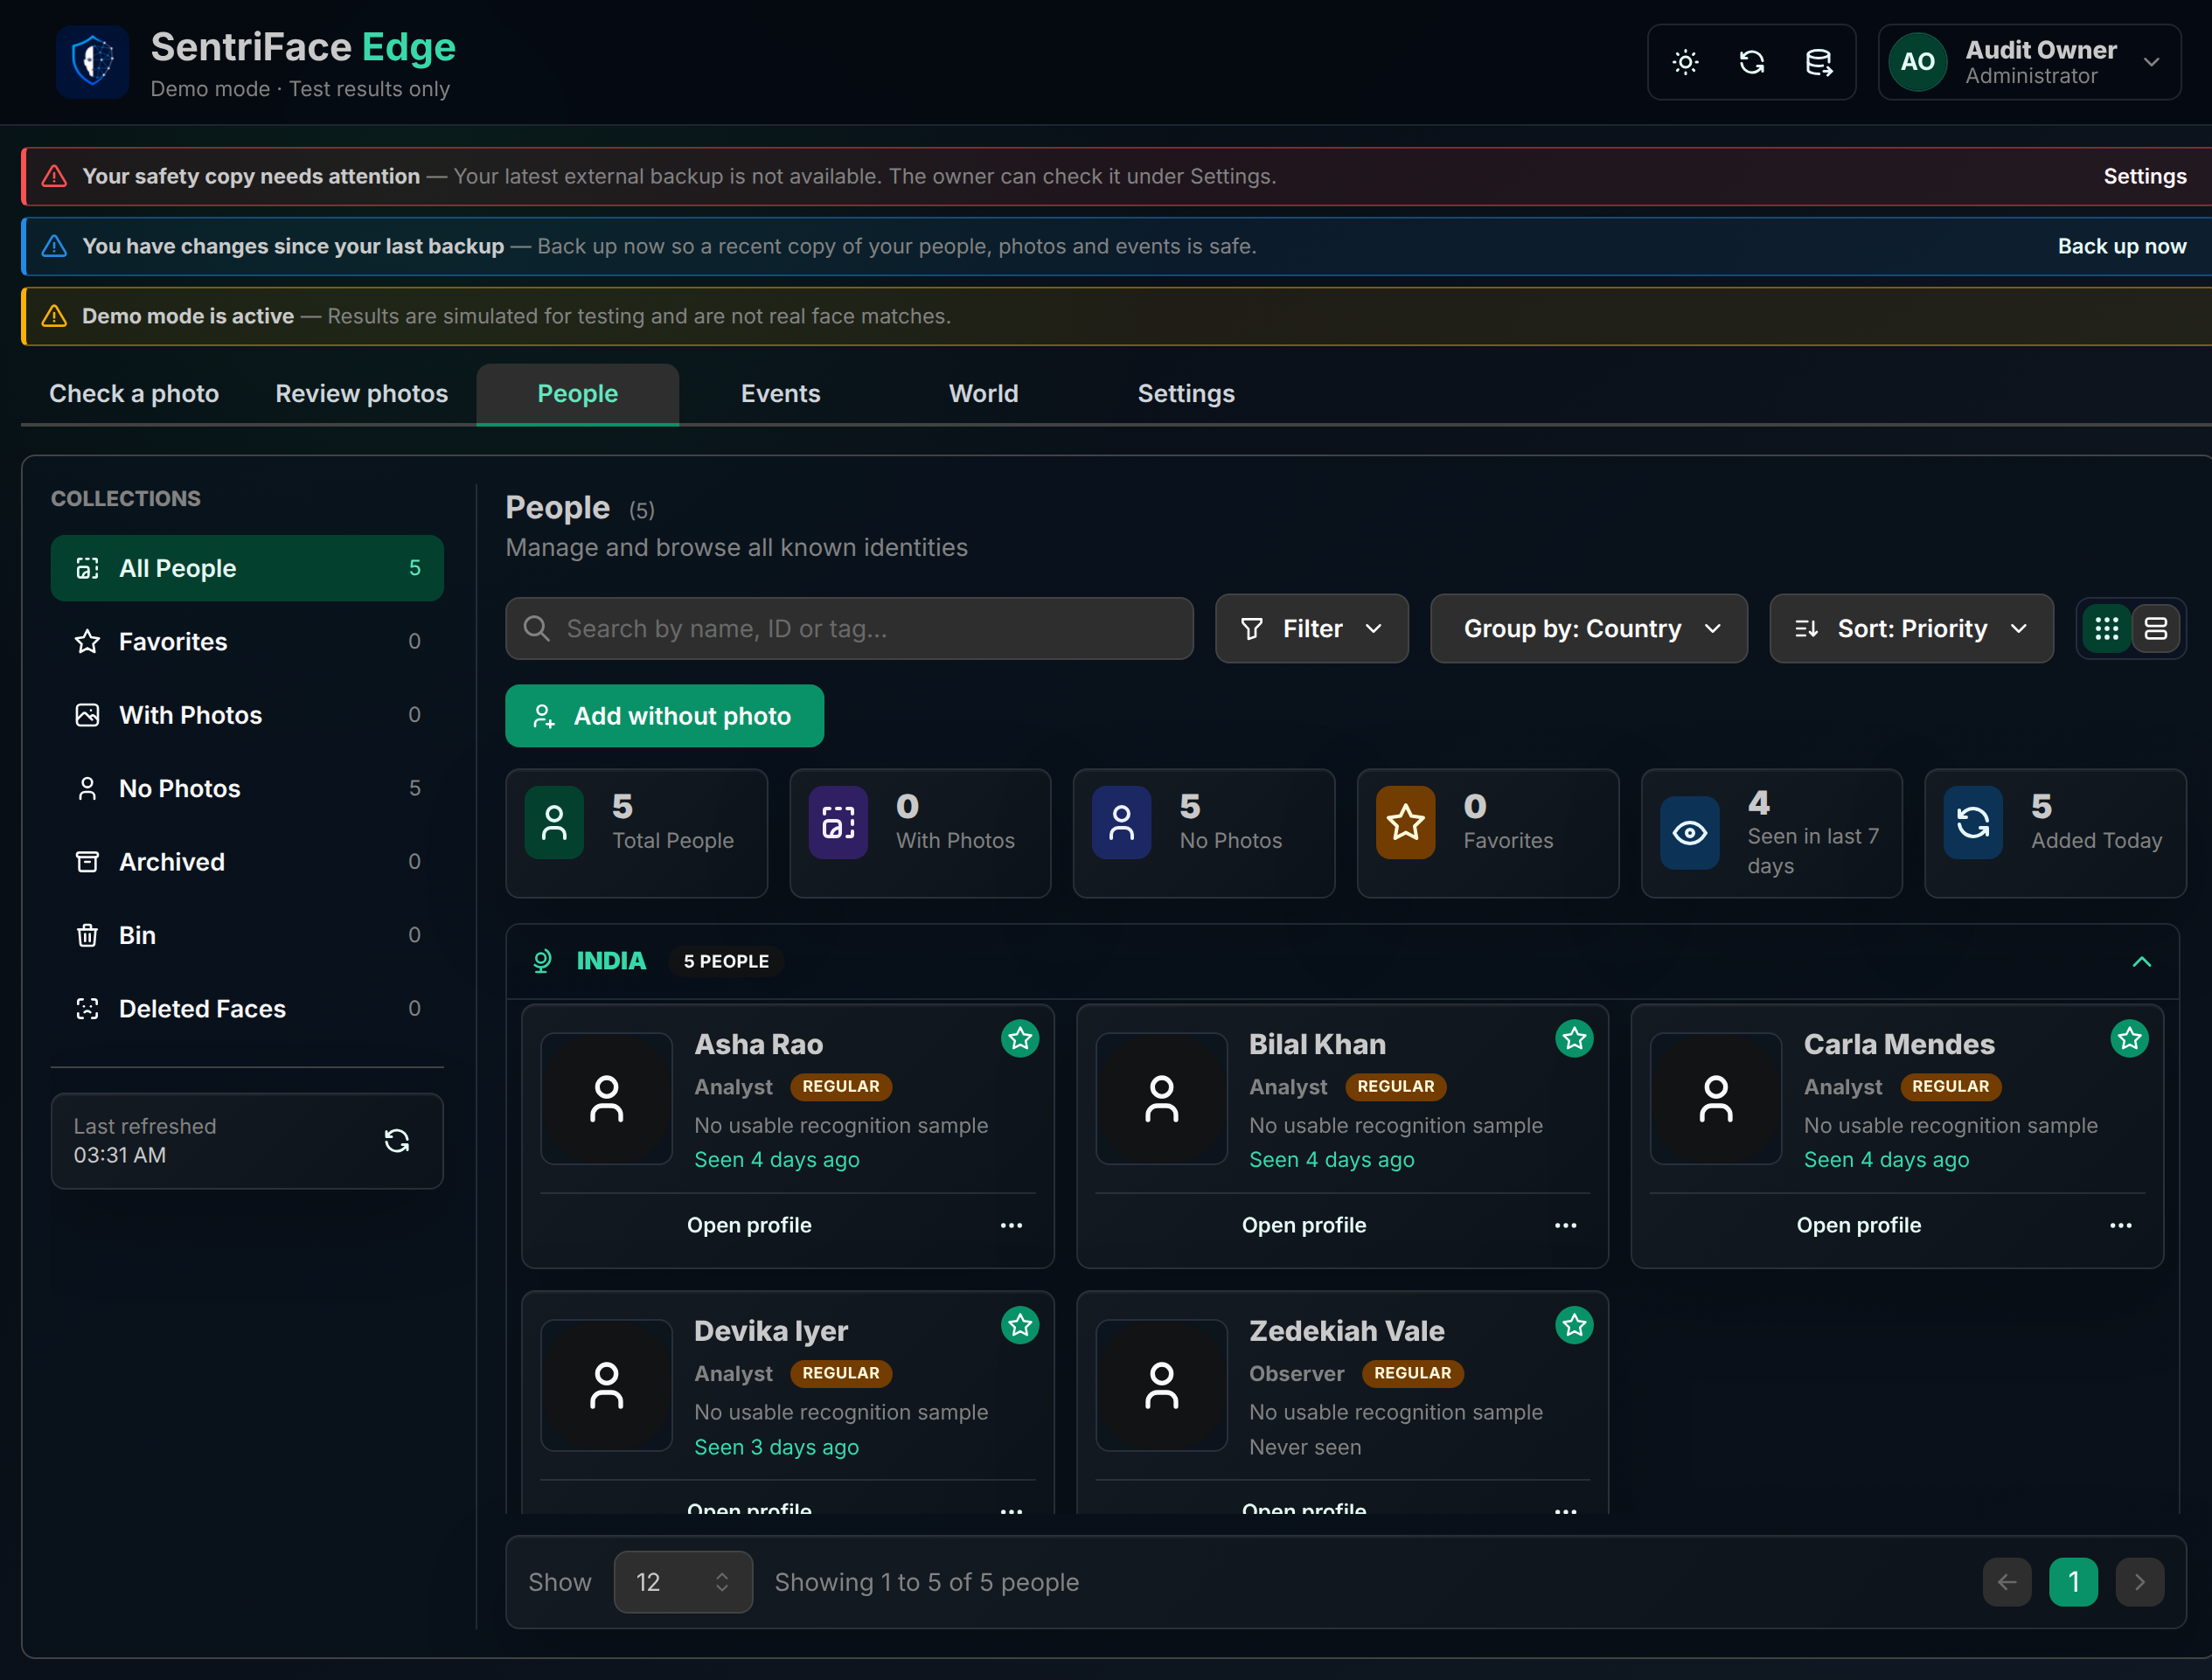 SentriFace Edge
Demo mode · Test results only
AO
Audit Owner
Administrator
Your safety copy needs attention — Your latest external backup is not available. The owner can check it under Settings.
Settings
You have changes since your last backup — Back up now so a recent copy of your people, photos and events is safe.
Back up now
Demo mode is active — Results are simulated for testing and are not real face matches.
Check a photo
Review photos
People
Events
World
Settings
COLLECTIONS
All People 5
Favorites 0
With Photos 0
No Photos 5
Archived 0
Bin 0
Deleted Faces 0
Last refreshed
03:31 AM
People (5)
Manage and browse all known identities
Search by name, ID or tag...
Filter
Group by: Country
Sort: Priority
Add without photo
5
Total People
0
With Photos
5
No Photos
0
Favorites
4
Seen in last 7
days
5
Added Today
INDIA 5 PEOPLE
Asha Rao
Analyst REGULAR
No usable recognition sample
Seen 4 days ago
Open profile
Bilal Khan
Analyst REGULAR
No usable recognition sample
Seen 4 days ago
Open profile
Carla Mendes
Analyst REGULAR
No usable recognition sample
Seen 4 days ago
Open profile
Devika Iyer
Analyst REGULAR
No usable recognition sample
Seen 3 days ago
Open profile
Zedekiah Vale
Observer REGULAR
No usable recognition sample
Never seen
Open profile
Show 12 Showing 1 to 5 of 5 people
1